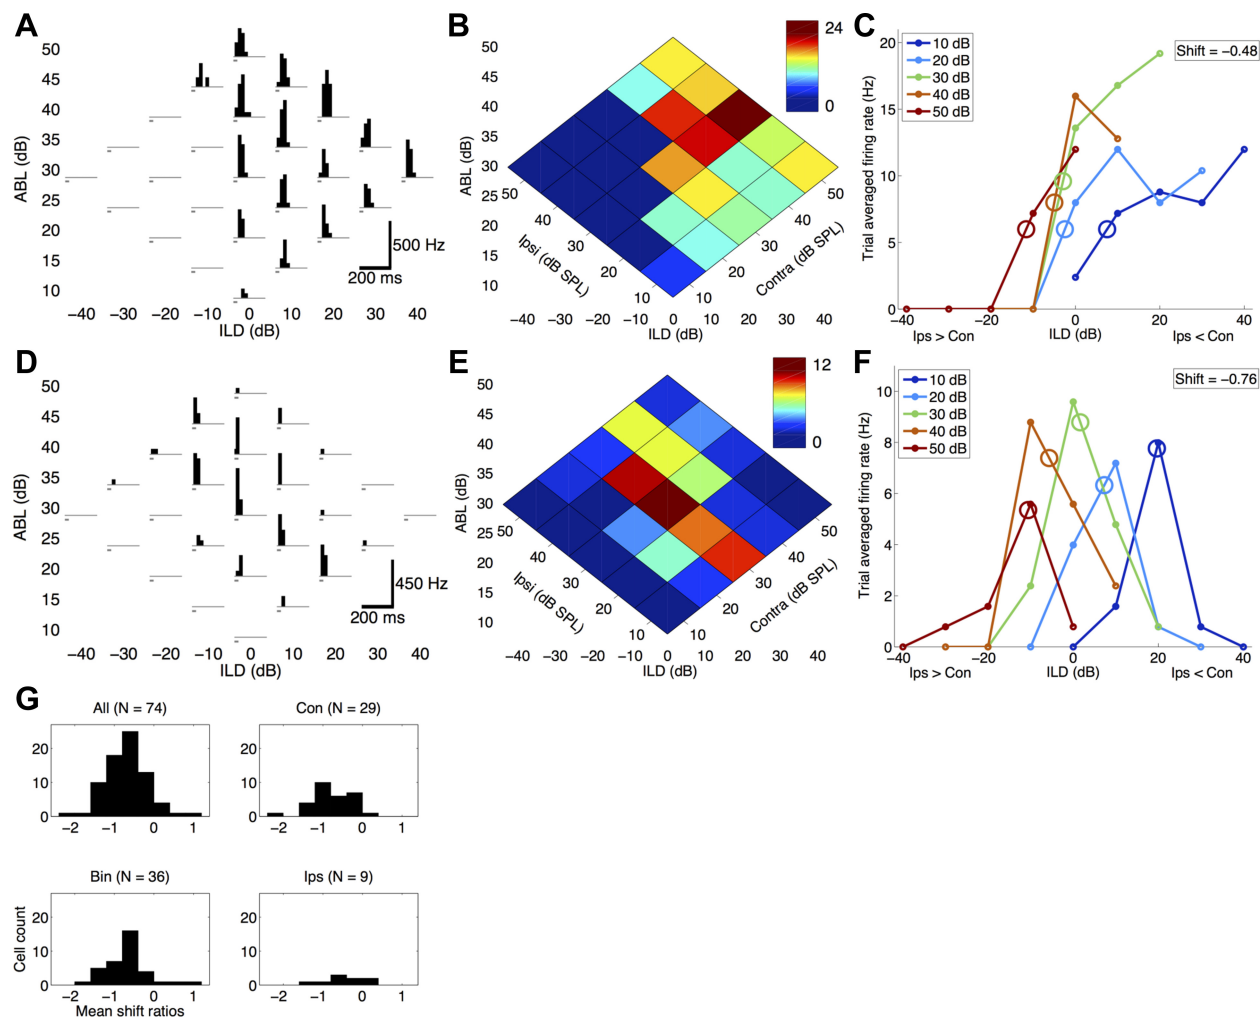 A
50
45
40
35
30
25
20
15
10
ABL (dB)
500 Hz
200 ms
−40 −30 −20 −10 0 10 20 30 40
ILD (dB)
B
50
45
40
35
30
25
20
15
10
ABL (dB)
24
0
50
40
30
20
10
Ipsi (dB SPL)
10
20
30
40
50
Contra (dB SPL)
−40 −30 −20 −10 0 10 20 30 40
ILD (dB)
C
10 dB
20 dB
30 dB
40 dB
50 dB
Shift = −0.48
20
15
10
5
0
Trial averaged firing rate (Hz)
−40 −20 0 20 40
Ips > Con ILD (dB) Ips < Con
D
50
45
40
35
30
25
20
15
10
ABL (dB)
450 Hz
200 ms
−40 −30 −20 −10 0 10 20 30 40
ILD (dB)
E
50
45
40
35
30
25
20
15
10
ABL (dB)
12
0
50
40
30
20
10
Ipsi (dB SPL)
10
20
30
40
50
Contra (dB SPL)
−40 −30 −20 −10 0 10 20 30 40
ILD (dB)
F
10 dB
20 dB
30 dB
40 dB
50 dB
Shift = −0.76
10
8
6
4
2
0
Trial averaged firing rate (Hz)
−40 −20 0 20 40
Ips > Con ILD (dB) Ips < Con
G
All (N = 74)
20
10
0
−2 −1 0 1
Con (N = 29)
20
10
0
−2 −1 0 1
Bin (N = 36)
20
10
0
Cell count
−2 −1 0 1
Mean shift ratios
Ips (N = 9)
20
10
0
−2 −1 0 1